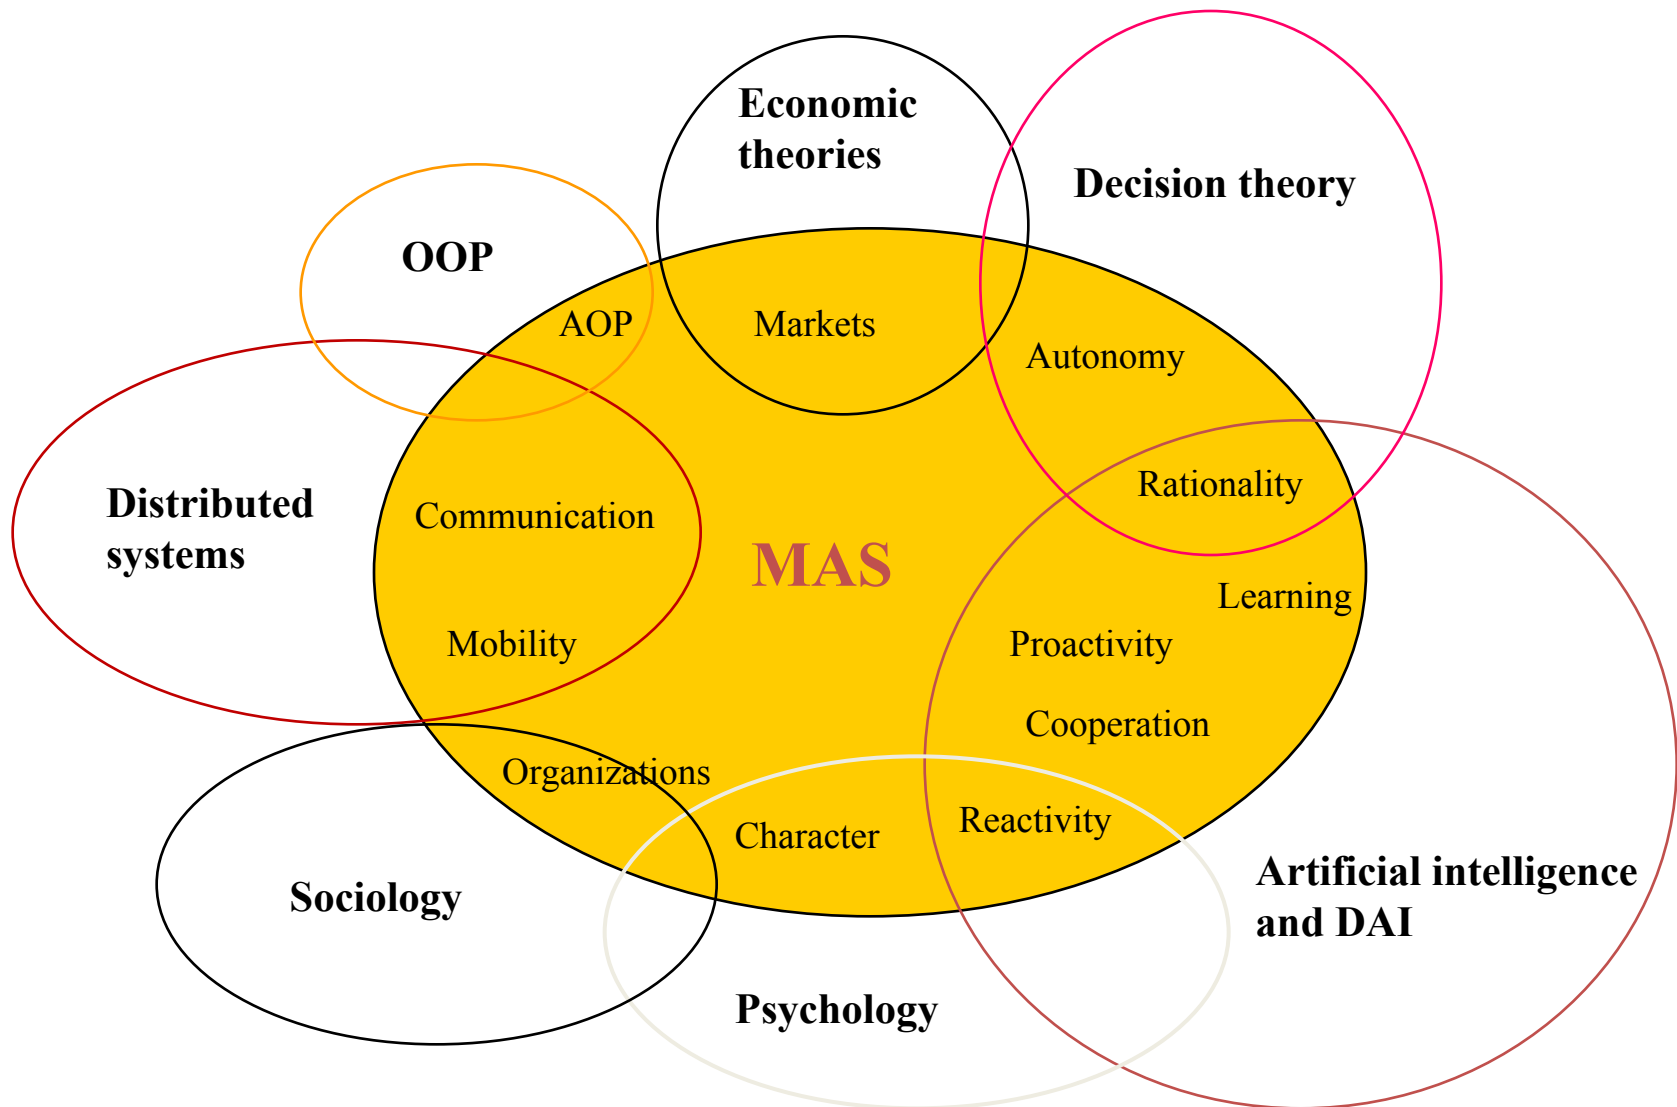 Economic
theories
Decision theory
OOP
AOP
Markets
Autonomy
Rationality
Distributed
systems
Communication
MAS
Learning
Mobility
Proactivity
Cooperation
Organizations
Character
Reactivity
Sociology
Artificial intelligence
and DAI
Psychology